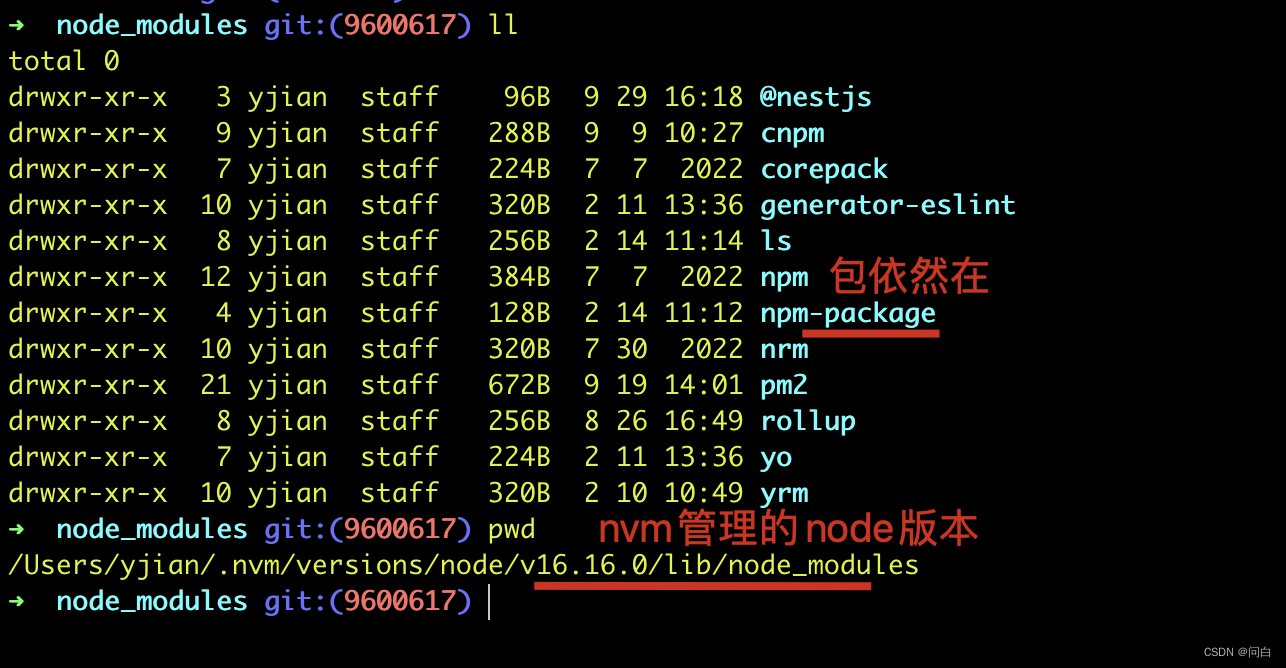 ➜ node_modules git:(9600617) ll
total 0
drwxr-xr-x 3 yjian staff 96B 9 29 16:18 @nestjs
drwxr-xr-x 9 yjian staff 288B 9 9 10:27 cnpm
drwxr-xr-x 7 yjian staff 224B 7 7 2022 corepack
drwxr-xr-x 10 yjian staff 320B 2 11 13:36 generator-eslint
drwxr-xr-x 8 yjian staff 256B 2 14 11:14 ls
drwxr-xr-x 12 yjian staff 384B 7 7 2022 npm 包依然在
drwxr-xr-x 4 yjian staff 128B 2 14 11:12 npm-package
drwxr-xr-x 10 yjian staff 320B 7 30 2022 nrm
drwxr-xr-x 21 yjian staff 672B 9 19 14:01 pm2
drwxr-xr-x 8 yjian staff 256B 8 26 16:49 rollup
drwxr-xr-x 7 yjian staff 224B 2 11 13:36 yo
drwxr-xr-x 10 yjian staff 320B 2 10 10:49 yrm
➜ node_modules git:(9600617) pwd nvm管理的node版本
/Users/yjian/.nvm/versions/node/v16.16.0/lib/node_modules
➜ node_modules git:(9600617)
CSDN @问白